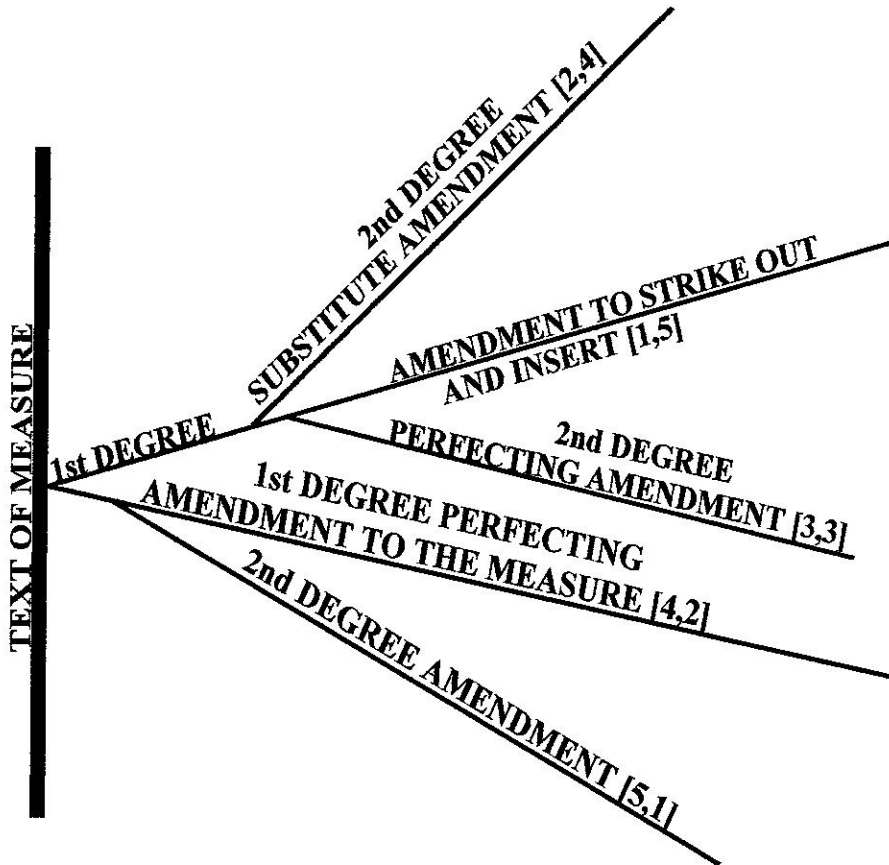 TEXT OF MEASURE
2nd DEGREE
SUBSTITUTE AMENDMENT [2,4]
1st DEGREE
AMENDMENT TO STRIKE OUT
AND INSERT [1,5]
2nd DEGREE
PERFECTING AMENDMENT [3,3]
1st DEGREE PERFECTING
AMENDMENT TO THE MEASURE [4,2]
2nd DEGREE AMENDMENT [5,1]